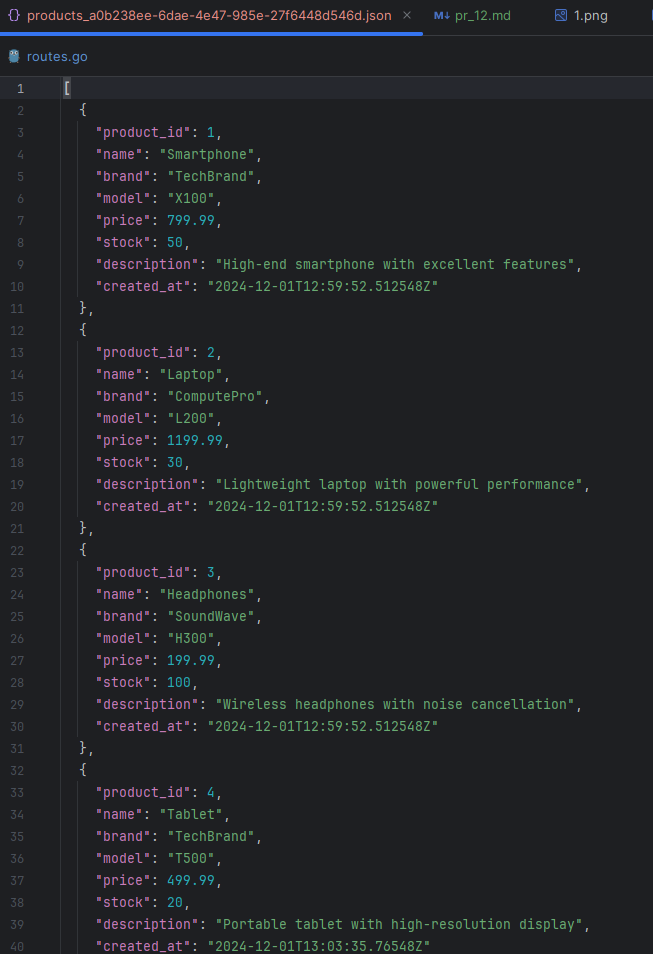 products_a0b238ee-6dae-4e47-985e-27f6448d546d.json × M↓ pr_12.md 1.png
routes.go
1 [
2 {
3 "product_id": 1,
4 "name": "Smartphone",
5 "brand": "TechBrand",
6 "model": "X100",
7 "price": 799.99,
8 "stock": 50,
9 "description": "High-end smartphone with excellent features",
10 "created_at": "2024-12-01T12:59:52.512548Z"
11 },
12 {
13 "product_id": 2,
14 "name": "Laptop",
15 "brand": "ComputePro",
16 "model": "L200",
17 "price": 1199.99,
18 "stock": 30,
19 "description": "Lightweight laptop with powerful performance",
20 "created_at": "2024-12-01T12:59:52.512548Z"
21 },
22 {
23 "product_id": 3,
24 "name": "Headphones",
25 "brand": "SoundWave",
26 "model": "H300",
27 "price": 199.99,
28 "stock": 100,
29 "description": "Wireless headphones with noise cancellation",
30 "created_at": "2024-12-01T12:59:52.512548Z"
31 },
32 {
33 "product_id": 4,
34 "name": "Tablet",
35 "brand": "TechBrand",
36 "model": "T500",
37 "price": 499.99,
38 "stock": 20,
39 "description": "Portable tablet with high-resolution display",
40 "created_at": "2024-12-01T13:03:35.76548Z"